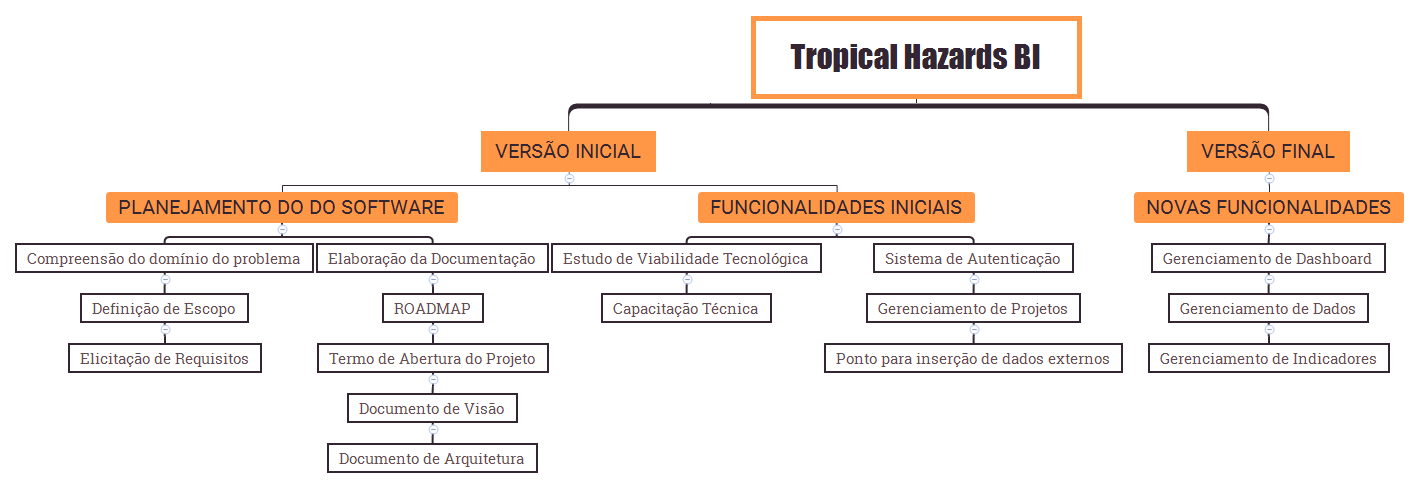 Tropical Hazards BI
VERSÃO INICIAL
VERSÃO FINAL
PLANEJAMENTO DO DO SOFTWARE
FUNCIONALIDADES INICIAIS
NOVAS FUNCIONALIDADES
Compreensão do domínio do problema
Elaboração da Documentação
Estudo de Viabilidade Tecnológica
Sistema de Autenticação
Gerenciamento de Dashboard
Definição de Escopo
ROADMAP
Capacitação Técnica
Gerenciamento de Projetos
Gerenciamento de Dados
Elicitação de Requisitos
Termo de Abertura do Projeto
Ponto para inserção de dados externos
Gerenciamento de Indicadores
Documento de Visão
Documento de Arquitetura